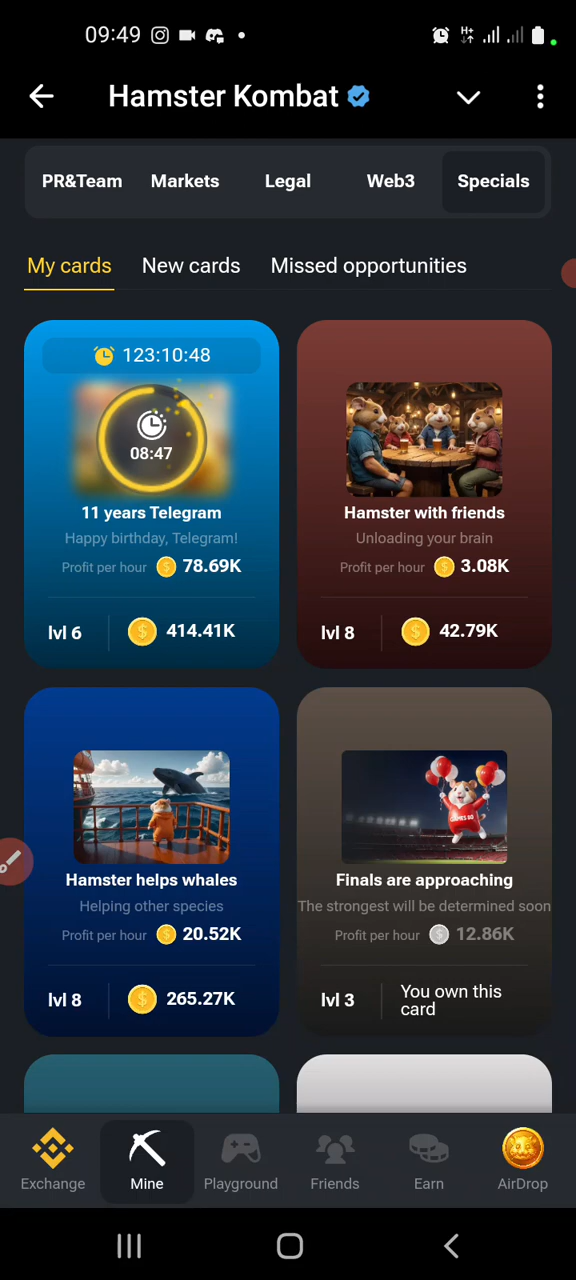 09:49
H+
Hamster Kombat
PR&Team Markets Legal Web3 Specials
My cards New cards Missed opportunities
123:10:48
08:47
11 years Telegram
Happy birthday, Telegram!
Profit per hour 78.69K
lvl 6 414.41K
Hamster with friends
Unloading your brain
Profit per hour 3.08K
lvl 8 42.79K
Hamster helps whales
Helping other species
Profit per hour 20.52K
lvl 8 265.27K
Finals are approaching
GAMES GO
The strongest will be determined soon
Profit per hour 12.86K
lvl 3 You own this
card
Exchange Mine Playground Friends Earn AirDrop